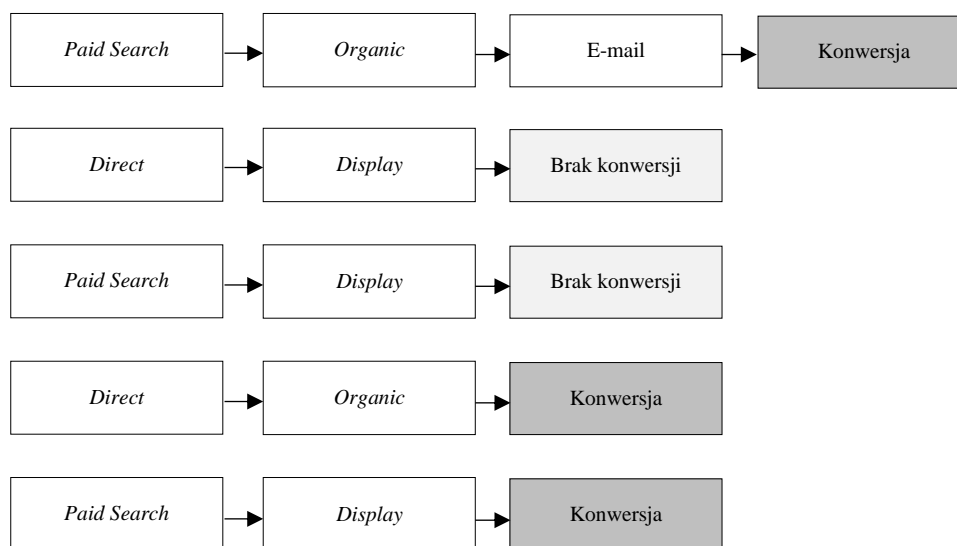 Paid Search Organic E-mail Konwersja
Direct Display Brak konwersji
Paid Search Display Brak konwersji
Direct Organic Konwersja
Paid Search Display Konwersja